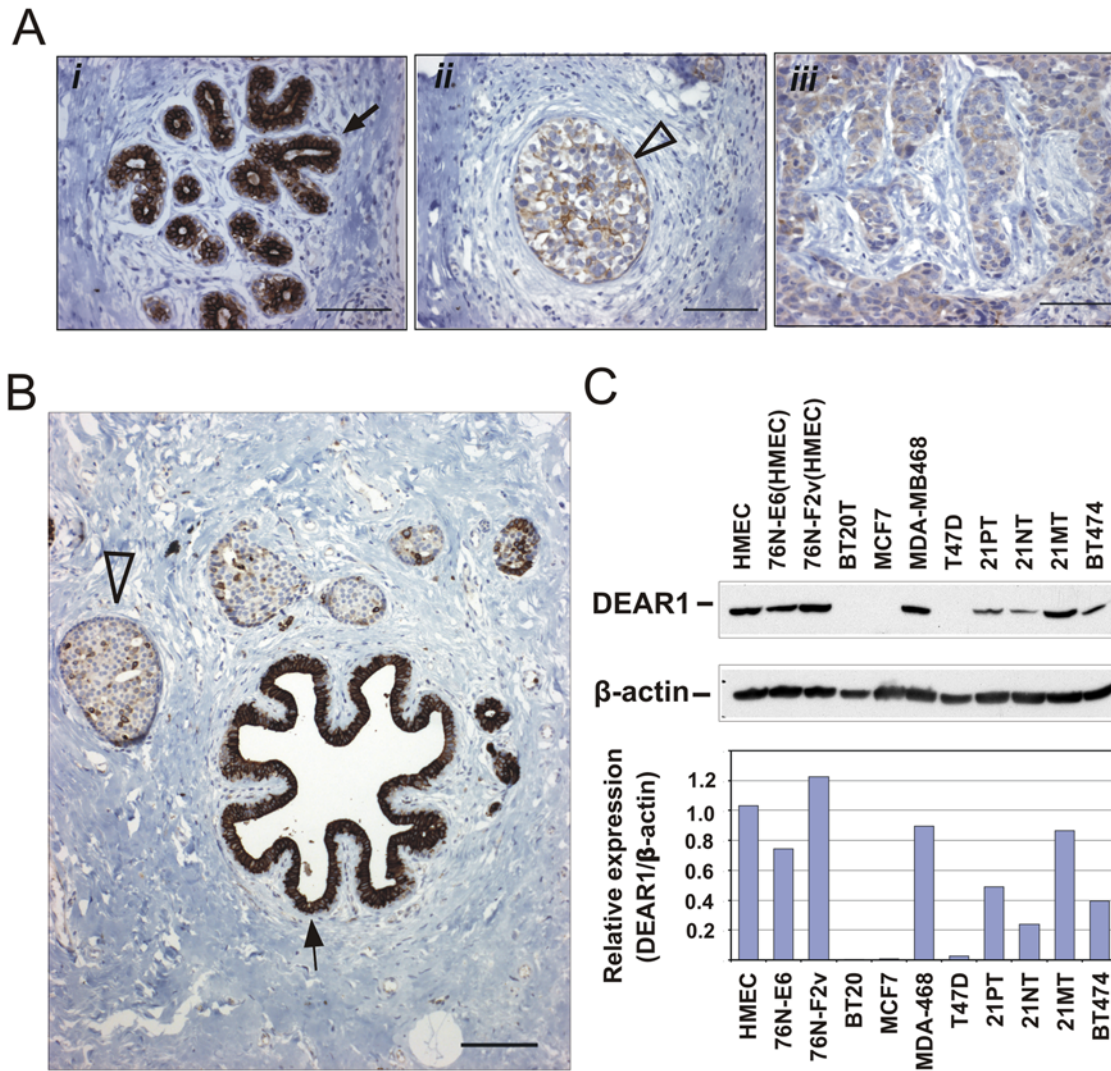 A
i
ii
iii
B
C
HMEC
76N-E6(HMEC)
76N-F2v(HMEC)
BT20T
MCF7
MDA-MB468
T47D
21PT
21NT
21MT
BT474
DEAR1
β-actin
Relative expression
(DEAR1/β-actin)
1.2
1.0
0.8
0.6
0.4
0.2
HMEC
76N-E6
76N-F2v
BT20
MCF7
MDA-468
T47D
21PT
21NT
21MT
BT474